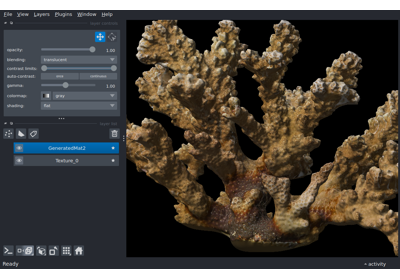 File View Layers Plugins Window Help
opacity: 1.00
blending: translucent
contrast limits:
auto-contrast: once continuous
gamma: 1.00
colormap: gray
shading: flat
GeneratedMat2
Texture_0
Ready activity